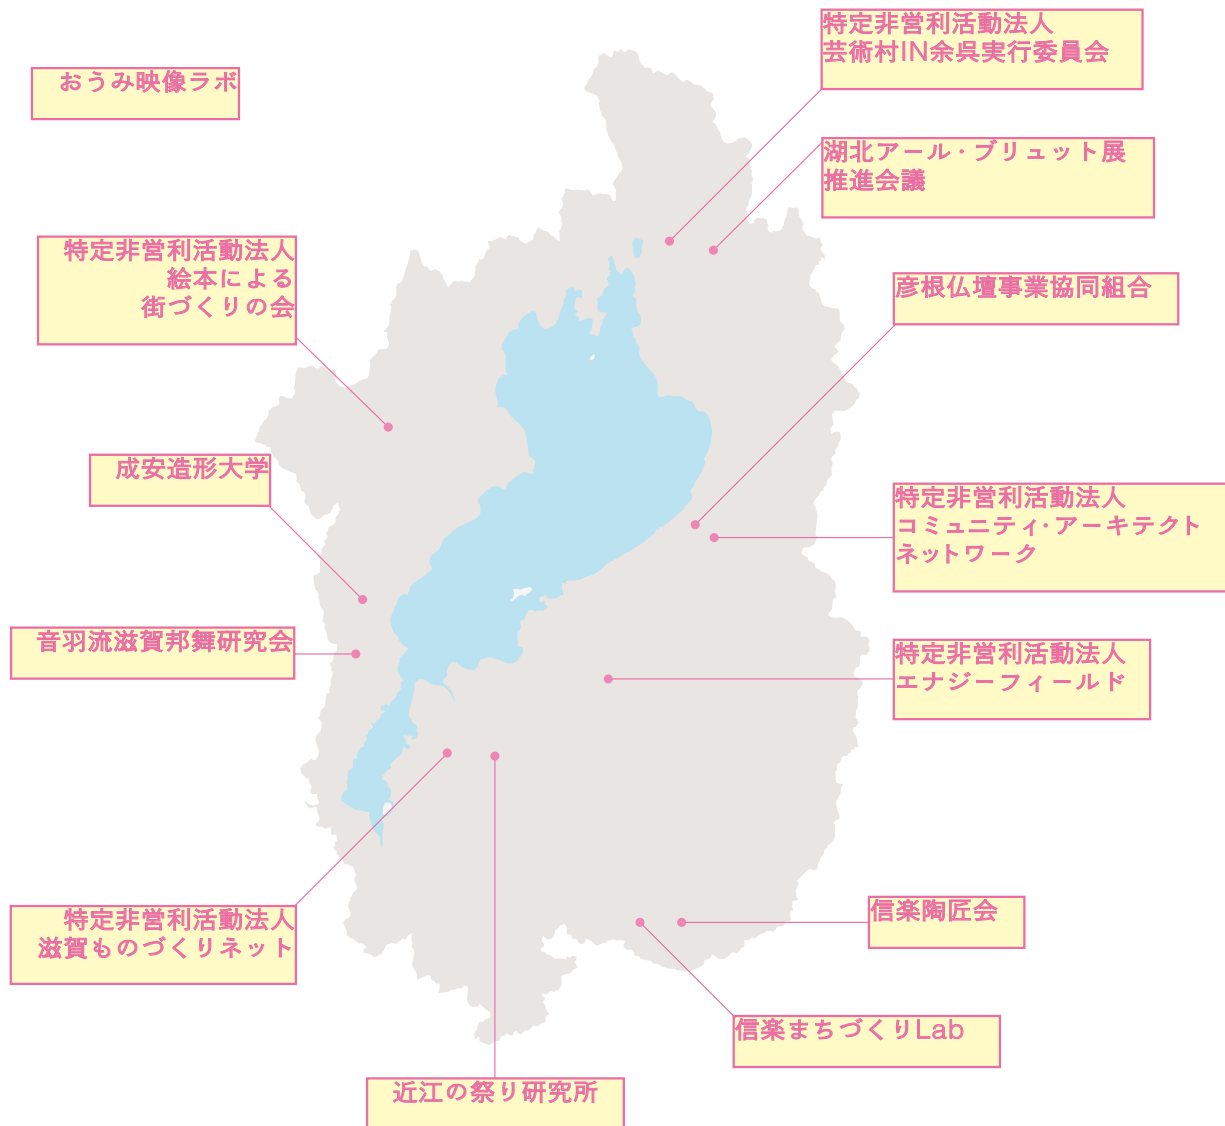 特定非営利活動法人
芸術村IN余呉実行委員会
おうみ映像ラボ
湖北アール・ブリュット展
推進会議
特定非営利活動法人
絵本による
街づくりの会
彦根仏壇事業協同組合
成安造形大学
特定非営利活動法人
コミュニティ・アーキテクト
ネットワーク
音羽流滋賀邦舞研究会
特定非営利活動法人
エナジーフィールド
特定非営利活動法人
滋賀ものづくりネット
信楽陶匠会
信楽まちづくりLab
近江の祭り研究所